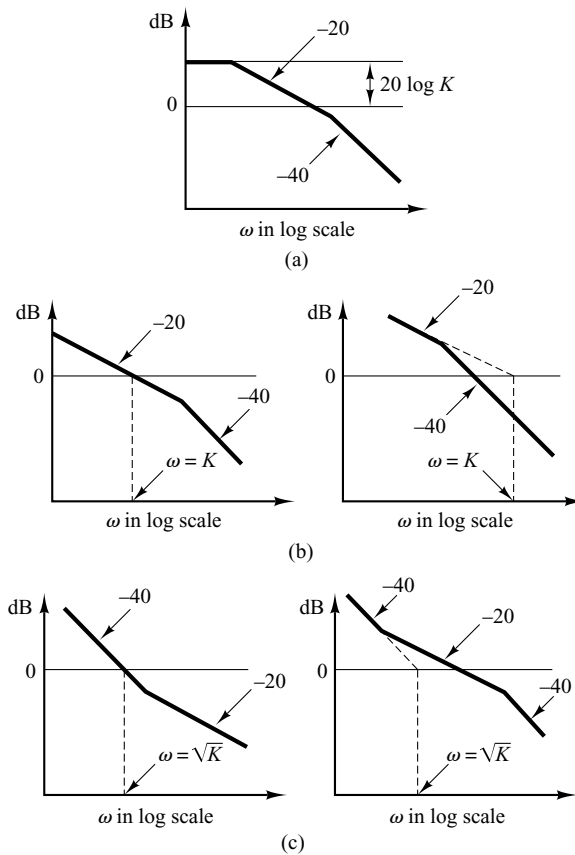 dB
–20
20 log K
0
–40
ω in log scale
(a)
dB
–20
0
–40
ω = K
ω in log scale
dB
–20
0
–40
ω = K
ω in log scale
(b)
dB
–40
0
–20
ω = √K
ω in log scale
dB
–40
–20
0
–40
ω = √K
ω in log scale
(c)